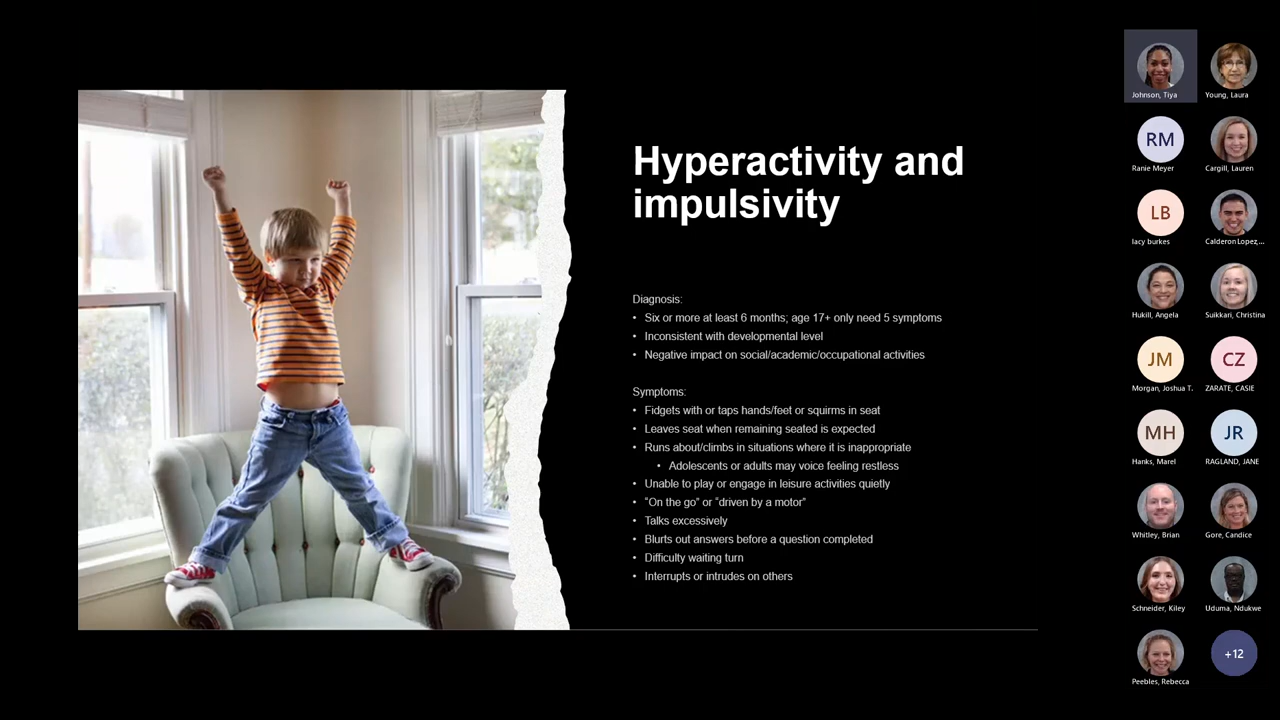 Hyperactivity and
impulsivity
Diagnosis:
• Six or more at least 6 months; age 17+ only need 5 symptoms
• Inconsistent with developmental level
• Negative impact on social/academic/occupational activities
Symptoms:
• Fidgets with or taps hands/feet or squirms in seat
• Leaves seat when remaining seated is expected
• Runs about/climbs in situations where it is inappropriate
• Adolescents or adults may voice feeling restless
• Unable to play or engage in leisure activities quietly
• “On the go” or “driven by a motor”
• Talks excessively
• Blurts out answers before a question completed
• Difficulty waiting turn
• Interrupts or intrudes on others
Johnson, Tiya
Young, Laura
RM
Ranie Meyer
Cargill, Lauren
LB
lacy burkes
Calderon Lopez,...
Hukill, Angela
Suikkari, Christina
JM
Morgan, Joshua T.
CZ
ZARATE, CASIE
MH
Hanks, Marel
JR
RAGLAND, JANE
Whitley, Brian
Gore, Candice
Schneider, Kiley
Uduma, Ndukwe
Peebles, Rebecca
+12